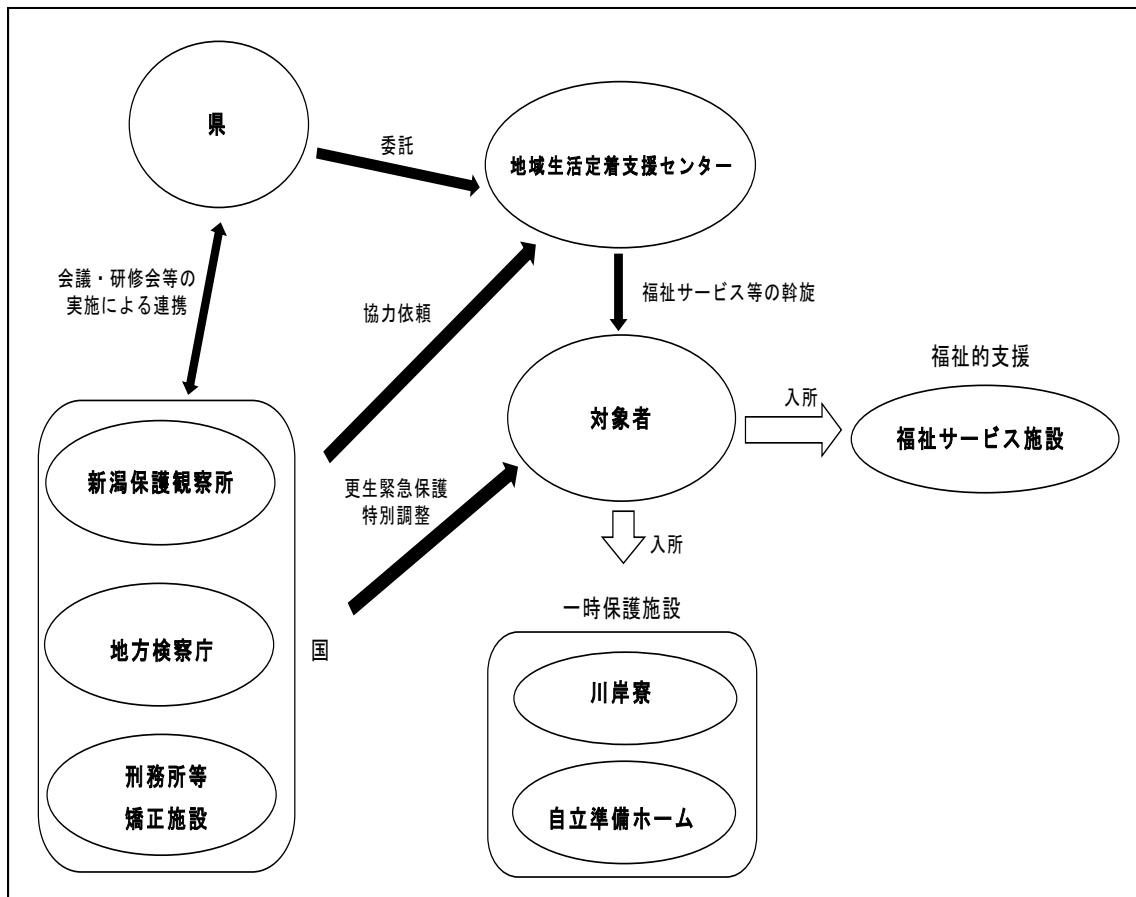 県
委託
地域生活定着支援センター
会議・研修会等の
実施による連携
協力依頼
福祉サービス等の斡旋
福祉的支援
対象者
入所
福祉サービス施設
新潟保護観察所
更生緊急保護
特別調整
入所
一時保護施設
地方検察庁
国
川岸寮
刑務所等
矯正施設
自立準備ホーム